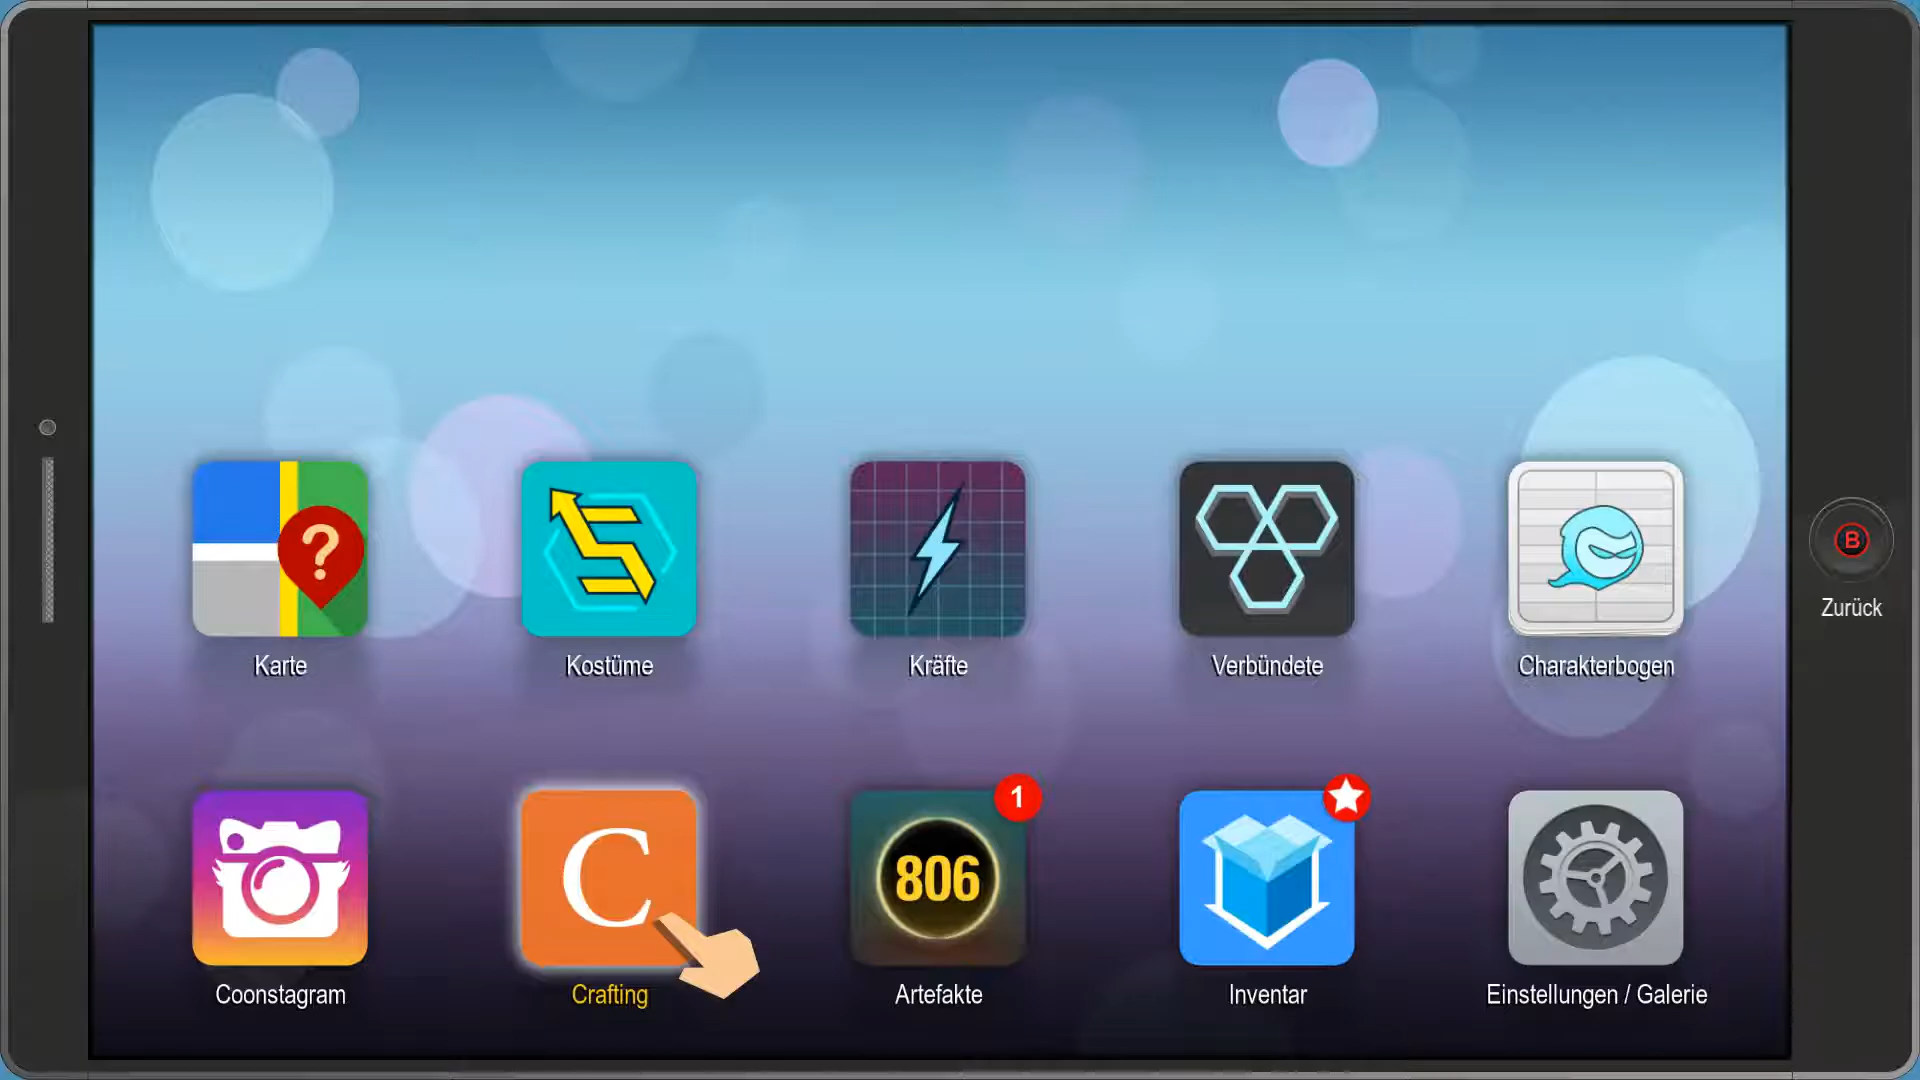 ?
Karte
Kostüme
Kräfte
Verbündete
Charakterbogen
B
Zurück
C
1
806
Coonstagram
Crafting
Artefakte
Inventar
Einstellungen / Galerie